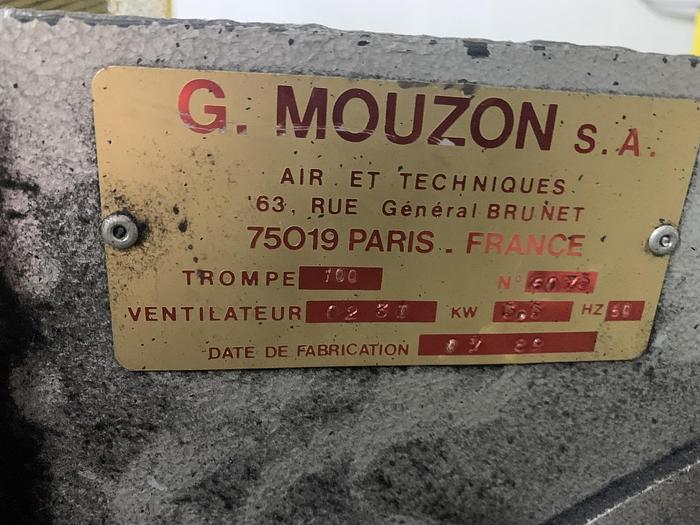 G. MOUZON S.A.
AIR ET TECHNIQUES
63, RUE Général BRUNET
75019 PARIS - FRANCE
TROMPE 100 N°
VENTILATEUR KW HZ
DATE DE FABRICATION